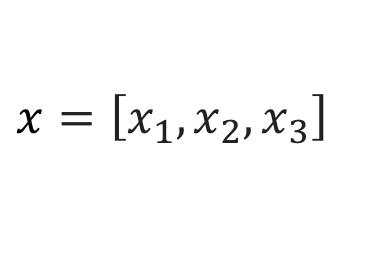 x = [x₁, x₂, x₃]